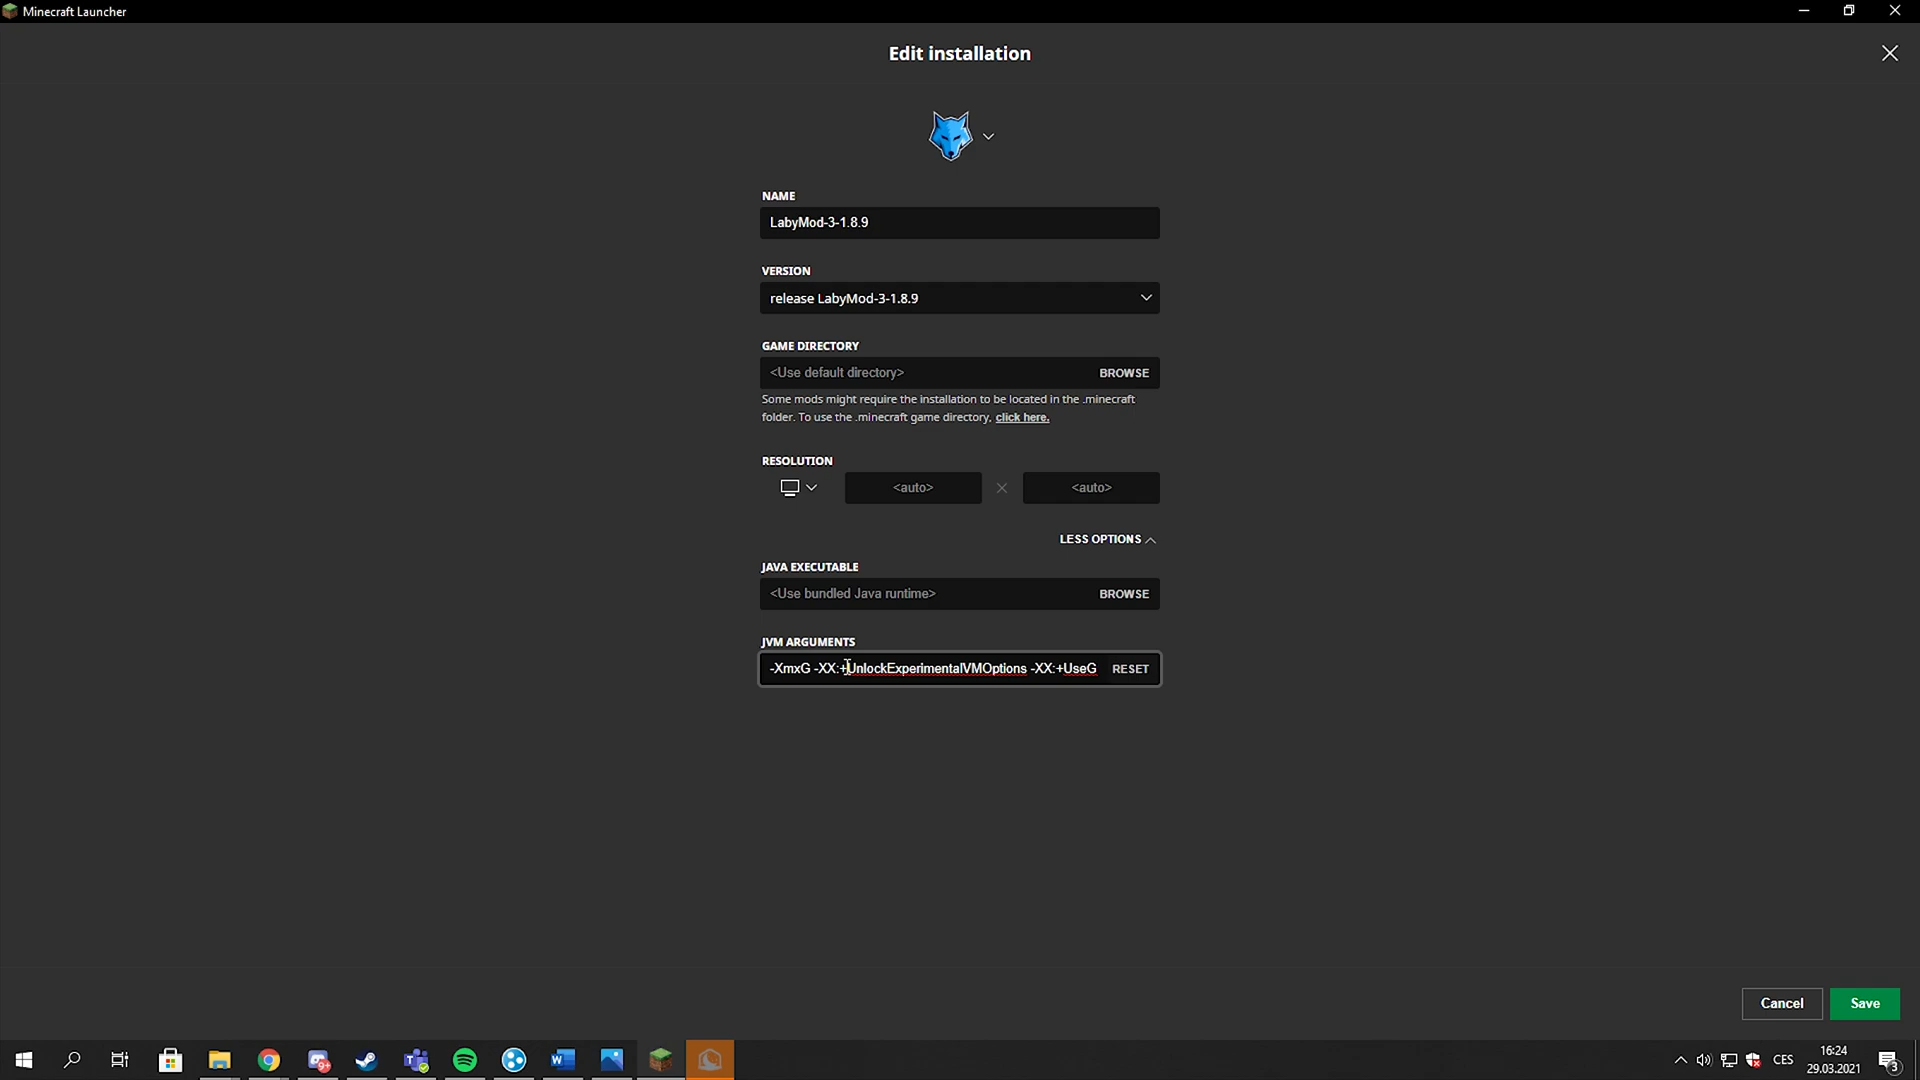 Minecraft Launcher
Edit installation
NAME
LabyMod-3-1.8.9
VERSION
release LabyMod-3-1.8.9
GAME DIRECTORY
<Use default directory>
BROWSE
Some mods might require the installation to be located in the .minecraft
folder. To use the .minecraft game directory, click here.
RESOLUTION
<auto>
<auto>
LESS OPTIONS
JAVA EXECUTABLE
<Use bundled Java runtime>
BROWSE
JVM ARGUMENTS
-XmxG -XX:+UnlockExperimentalVMOptions -XX:+UseG
RESET
Cancel
Save
9+
CES
16:24
29.03.2021
3